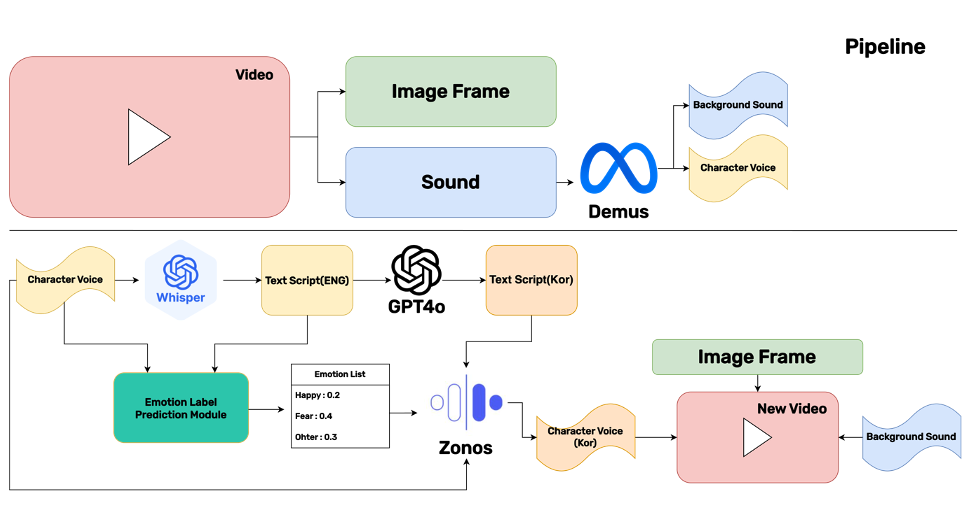 Pipeline
Video
Image Frame
Sound
Demus
Background Sound
Character Voice
Character Voice
Whisper
Text Script(ENG)
GPT4o
Text Script(Kor)
Emotion Label
Prediction Module
Emotion List
Happy : 0.2
Fear : 0.4
Ohter : 0.3
Zonos
Character Voice
(Kor)
Image Frame
New Video
Background Sound